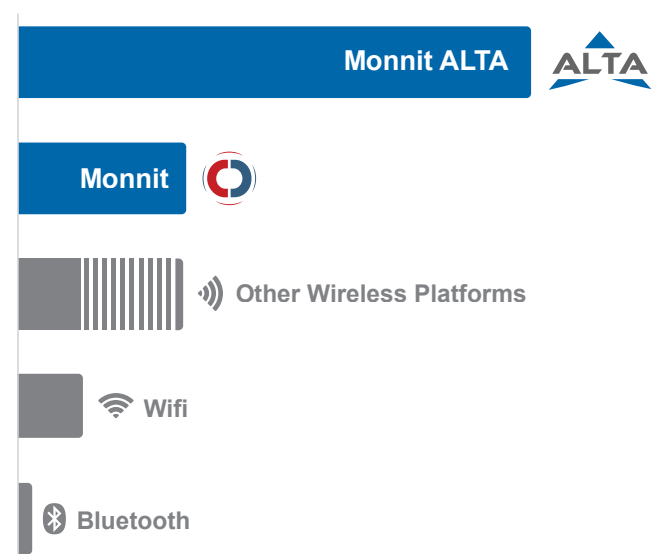 Monnit ALTA
ALTA
Monnit
Other Wireless Platforms
Wifi
Bluetooth